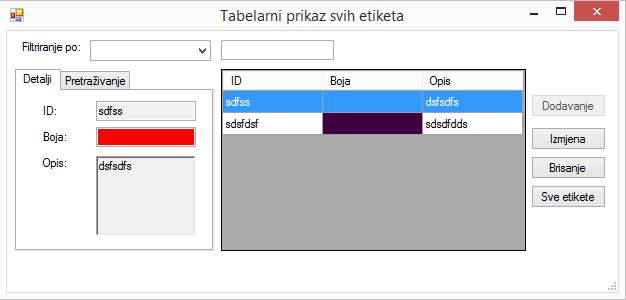 Tabelarni prikaz svih etiketa
Filtriranje po:
Detalji Pretraživanje
ID: sdfss
Boja:
Opis: dsfsdfs
ID Boja Opis
sdfss dsfsdfs
sdsfdsf sdsdfdds
Dodavanje
Izmjena
Brisanje
Sve etikete